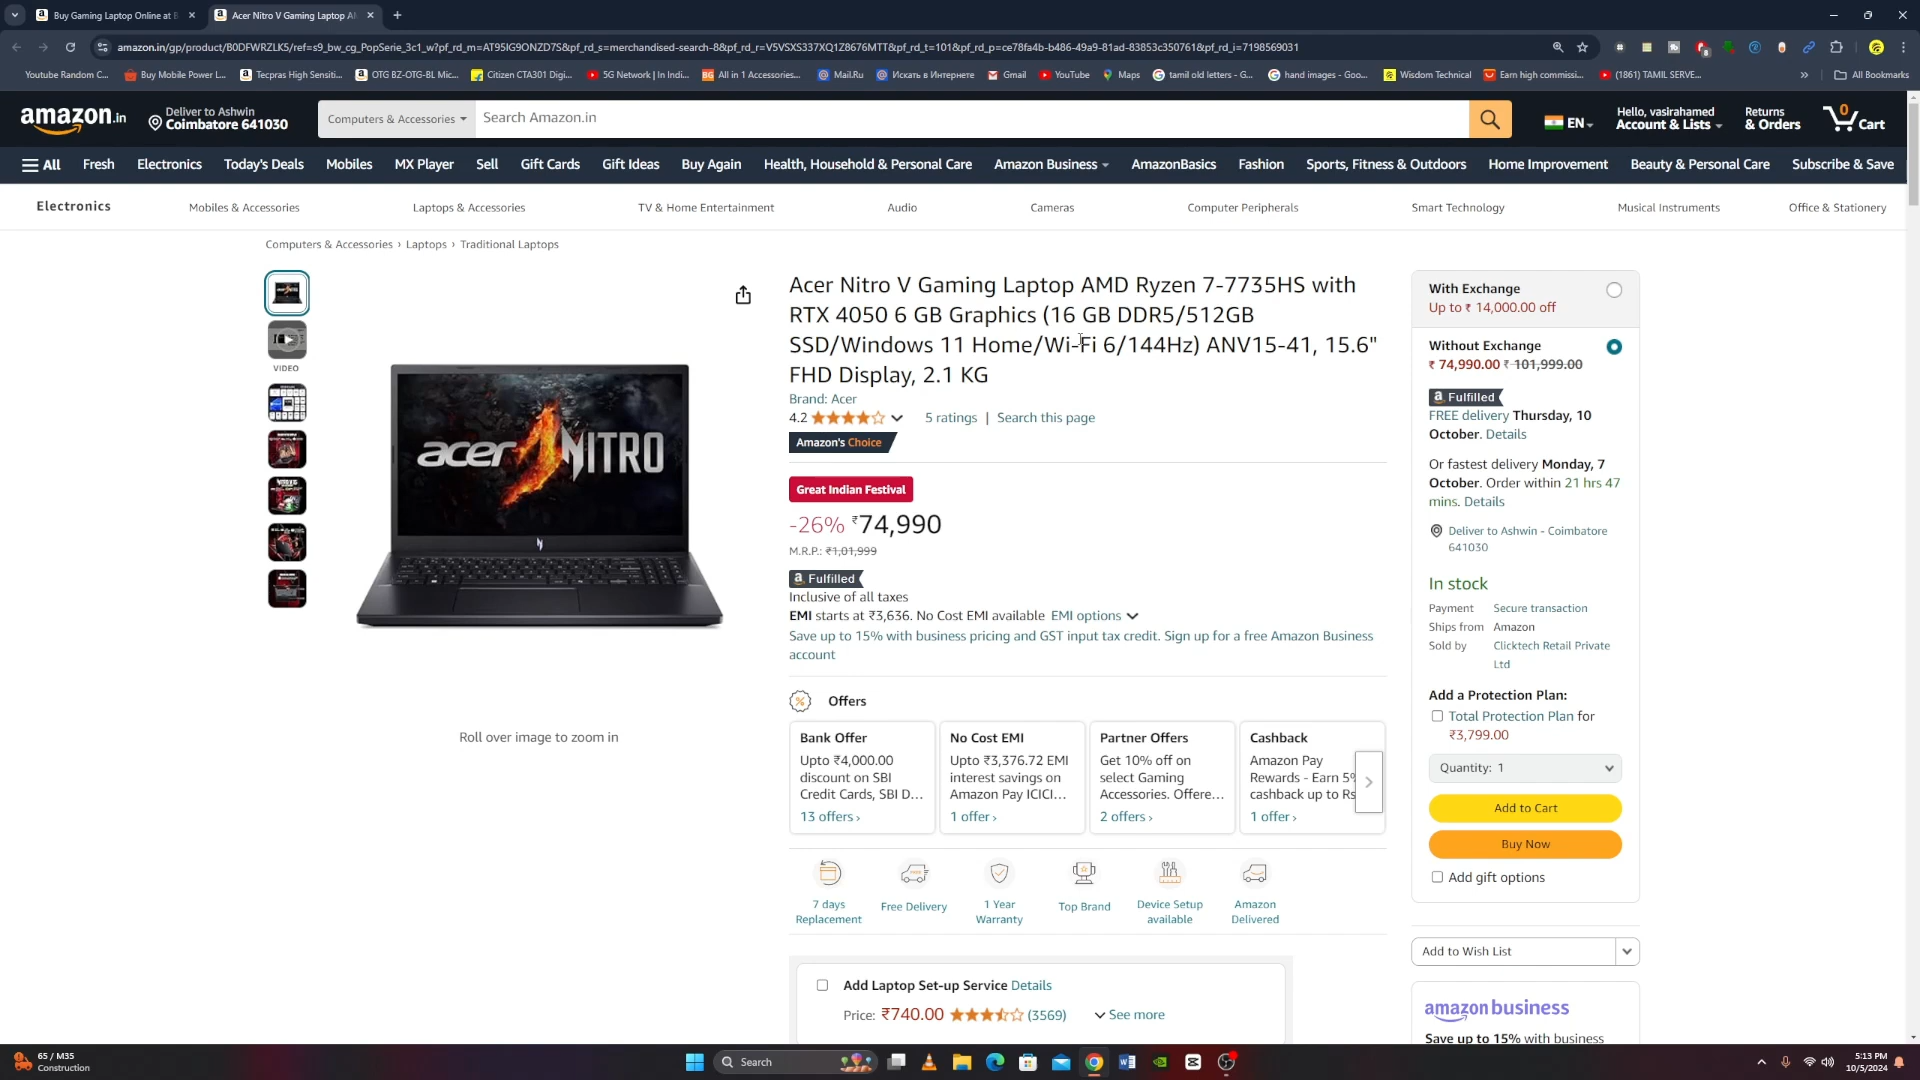 Buy Gaming Laptop Online at B
Acer Nitro V Gaming Laptop A
amazon.in/gp/product/B0DFWRZLK5/ref=s9_bw_cg_PopSerie_3c1_w?pf_rd_m=AT95IG9ONZD7S&pf_rd_s=merchandised-search-8&pf_rd_r=V5VSXS337XQ1Z8676MTT&pf_rd_t=101&pf_rd_p=ce78fa4b-b486-49a9-81ad-83853c350761&pf_rd_i=7198569031
Youtube Random C...
Buy Mobile Power L...
Tecpras High Sensiti...
OTG BZ-OTG-BL Mic...
Citizen CTA301 Digi...
5G Network | In Indi...
All in 1 Accessories...
Mail.Ru
Искать в Интернете
Gmail
YouTube
Maps
tamil old letters - G...
hand images - Goo...
Wisdom Technical
Earn high commissi...
(1861) TAMIL SERVE...
All Bookmarks
amazon.in
Deliver to Ashwin
Coimbatore 641030
Computers & Accessories
Search Amazon.in
EN
Hello, vasirahamed
Account & Lists
Returns
& Orders
0
Cart
All
Fresh
Electronics
Today's Deals
Mobiles
MX Player
Sell
Gift Cards
Gift Ideas
Buy Again
Health, Household & Personal Care
Amazon Business
AmazonBasics
Fashion
Sports, Fitness & Outdoors
Home Improvement
Beauty & Personal Care
Subscribe & Save
Electronics
Mobiles & Accessories
Laptops & Accessories
TV & Home Entertainment
Audio
Cameras
Computer Peripherals
Smart Technology
Musical Instruments
Office & Stationery
Computers & Accessories › Laptops › Traditional Laptops
VIDEO
acer NITRO
Roll over image to zoom in
Acer Nitro V Gaming Laptop AMD Ryzen 7-7735HS with
RTX 4050 6 GB Graphics (16 GB DDR5/512GB
SSD/Windows 11 Home/Wi-Fi 6/144Hz) ANV15-41, 15.6"
FHD Display, 2.1 KG
Brand: Acer
4.2
5 ratings | Search this page
Amazon's Choice
Great Indian Festival
-26% ₹74,990
M.R.P.: ₹1,01,999
a Fulfilled
Inclusive of all taxes
EMI starts at ₹3,636. No Cost EMI available EMI options
Save up to 15% with business pricing and GST input tax credit. Sign up for a free Amazon Business
account
Offers
Bank Offer
Upto ₹4,000.00
discount on SBI
Credit Cards, SBI D...
13 offers ›
No Cost EMI
Upto ₹3,376.72 EMI
interest savings on
Amazon Pay ICICI...
1 offer ›
Partner Offers
Get 10% off on
select Gaming
Accessories. Offere...
2 offers ›
Cashback
Amazon Pay
Rewards - Earn 5%
cashback up to Rs
1 offer ›
7 days
Replacement
Free Delivery
1 Year
Warranty
Top Brand
Device Setup
available
Amazon
Delivered
Add Laptop Set-up Service Details
Price: ₹740.00 (3569) See more
With Exchange
Up to ₹ 14,000.00 off
Without Exchange
₹ 74,990.00 ₹ 101,999.00
a Fulfilled
FREE delivery Thursday, 10
October. Details
Or fastest delivery Monday, 7
October. Order within 21 hrs 47
mins. Details
Deliver to Ashwin - Coimbatore
641030
In stock
Payment Secure transaction
Ships from Amazon
Sold by Clicktech Retail Private
Ltd
Add a Protection Plan:
Total Protection Plan for
₹3,799.00
Quantity: 1
Add to Cart
Buy Now
Add gift options
Add to Wish List
amazon business
Save up to 15% with business
65 / M35
Construction
Search
5:13 PM
10/5/2024